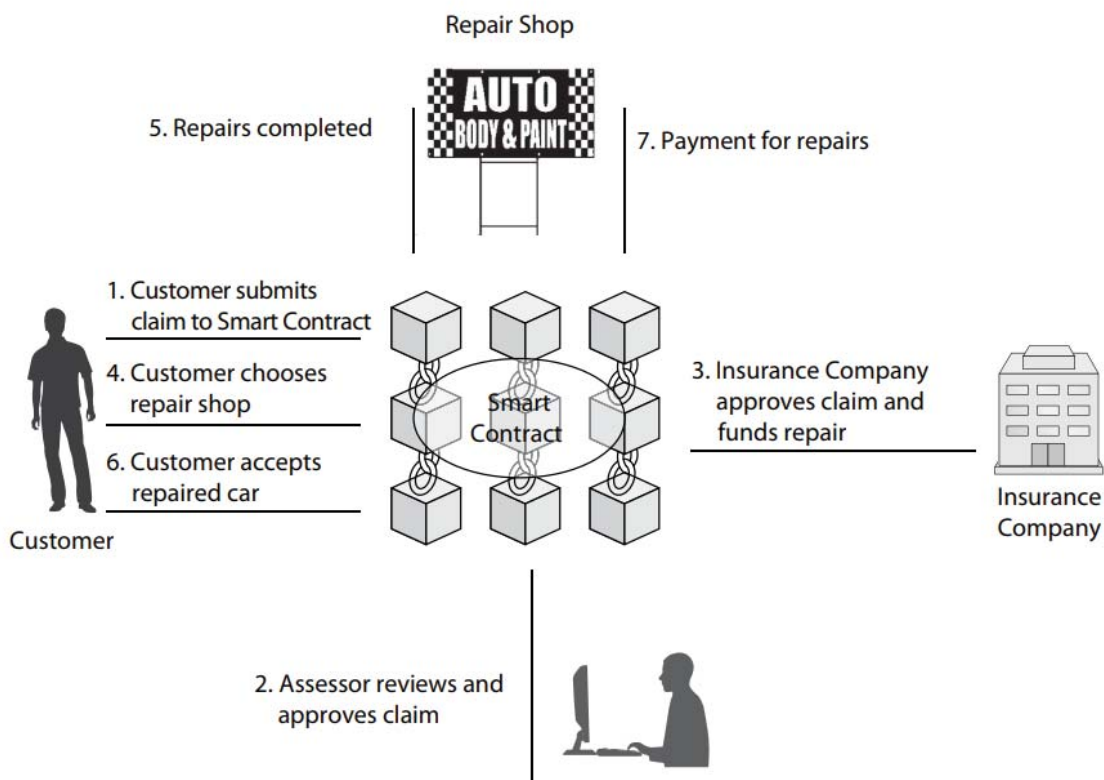 Repair Shop
AUTO
BODY & PAINT
5. Repairs completed
7. Payment for repairs
1. Customer submits
claim to Smart Contract
4. Customer chooses
repair shop
6. Customer accepts
repaired car
Customer
Smart
Contract
3. Insurance Company
approves claim and
funds repair
Insurance
Company
2. Assessor reviews and
approves claim